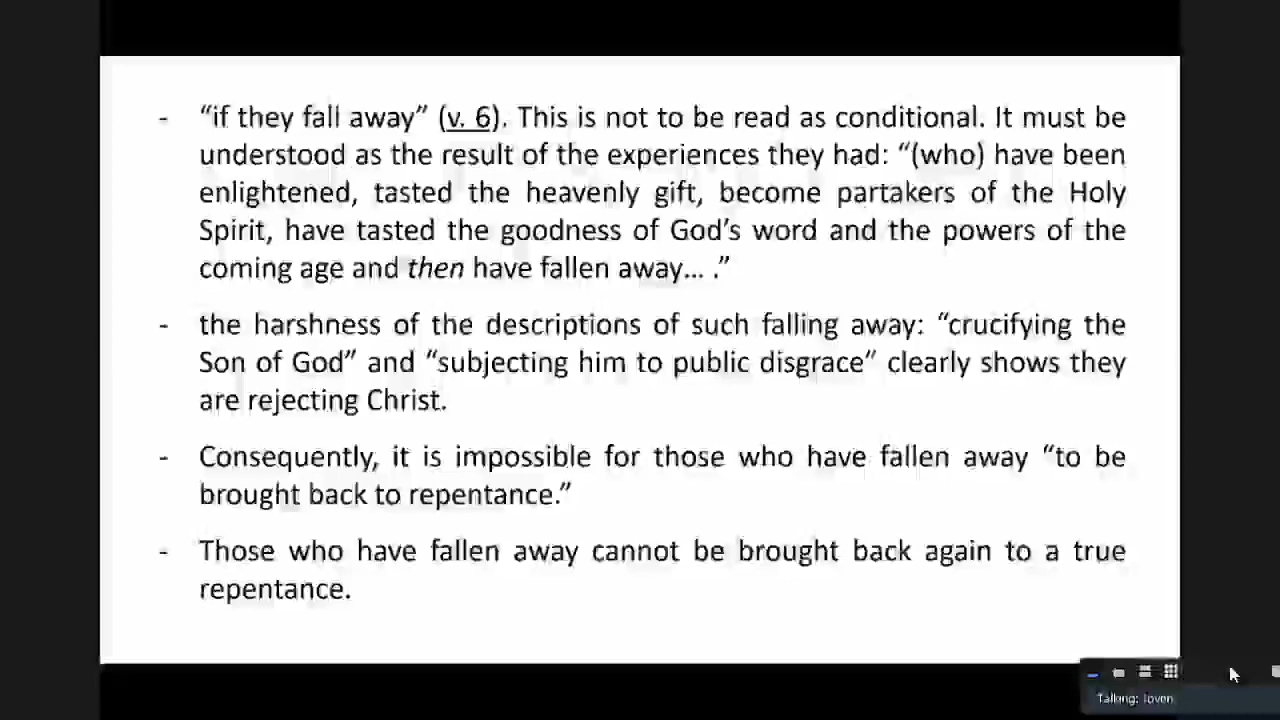 - “if they fall away” (v. 6). This is not to be read as conditional. It must be
understood as the result of the experiences they had: “(who) have been
enlightened, tasted the heavenly gift, become partakers of the Holy
Spirit, have tasted the goodness of God’s word and the powers of the
coming age and then have fallen away... .”
- the harshness of the descriptions of such falling away: “crucifying the
Son of God” and “subjecting him to public disgrace” clearly shows they
are rejecting Christ.
- Consequently, it is impossible for those who have fallen away “to be
brought back to repentance.”
- Those who have fallen away cannot be brought back again to a true
repentance.
Talking: